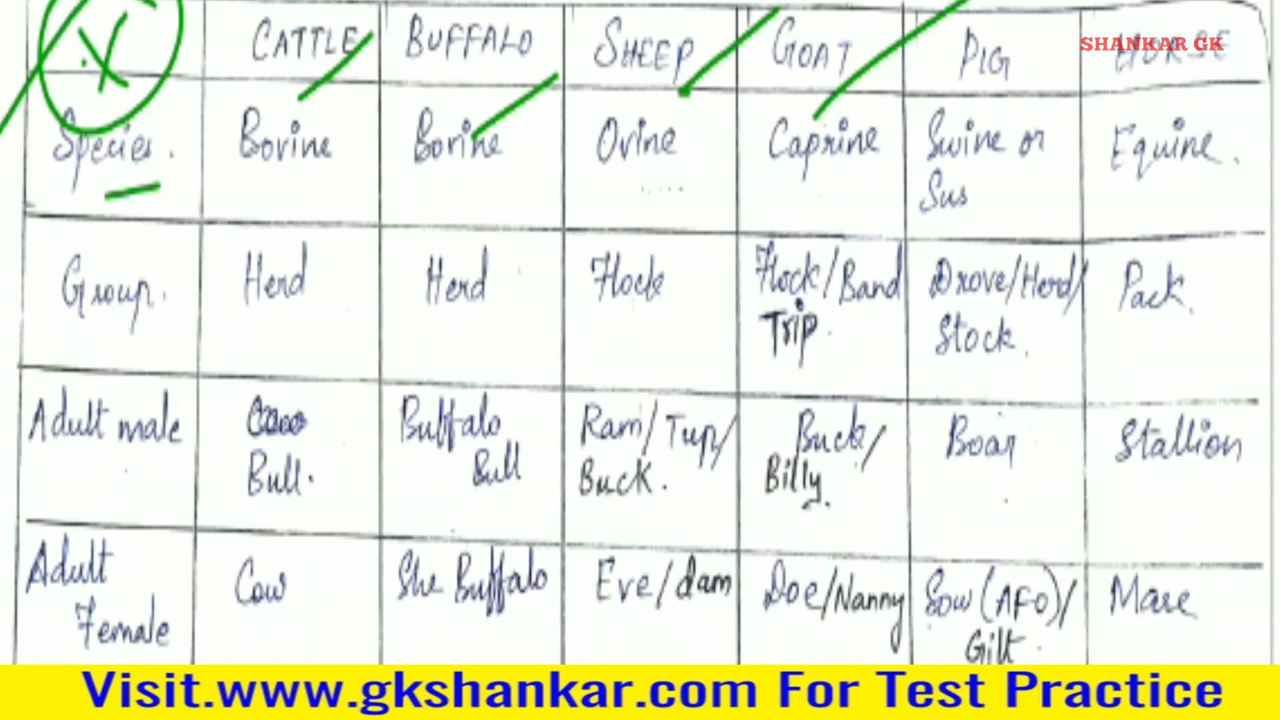 X CATTLE BUFFALO SHEEP GOAT PIG HORSE
SHANKAR GK
Species. Bovine Bovine Ovine Caprine Swine or Equine.
Sus
Group. Herd Herd Flock Flock/Band Drove/Herd/ Pack.
Trip. Stock.
Adult male Buffalo Ram/Tup/ Buck/ Boar Stallion
Bull. Bull Buck. Billy.
Adult Cow She Buffalo Eve/dam Doe/Nanny Sow (AFO)/ Mare
Female Gilt.
Visit.www.gkshankar.com For Test Practice